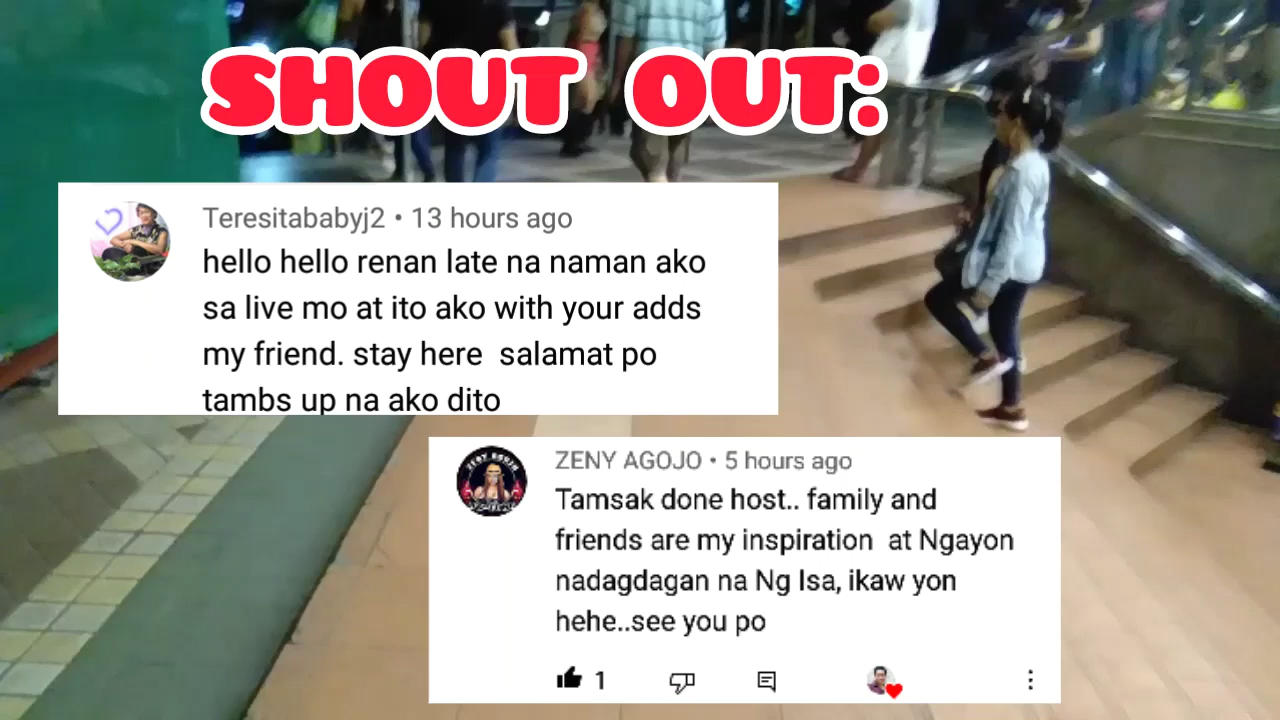 SHOUT OUT:
Teresitababyj2 • 13 hours ago
hello hello renan late na naman ako
sa live mo at ito ako with your adds
my friend. stay here  salamat po
tambs up na ako dito
ZENY AGOJO • 5 hours ago
Tamsak done host.. family and
friends are my inspiration  at Ngayon
nadagdagan na Ng Isa, ikaw yon
hehe..see you po
1